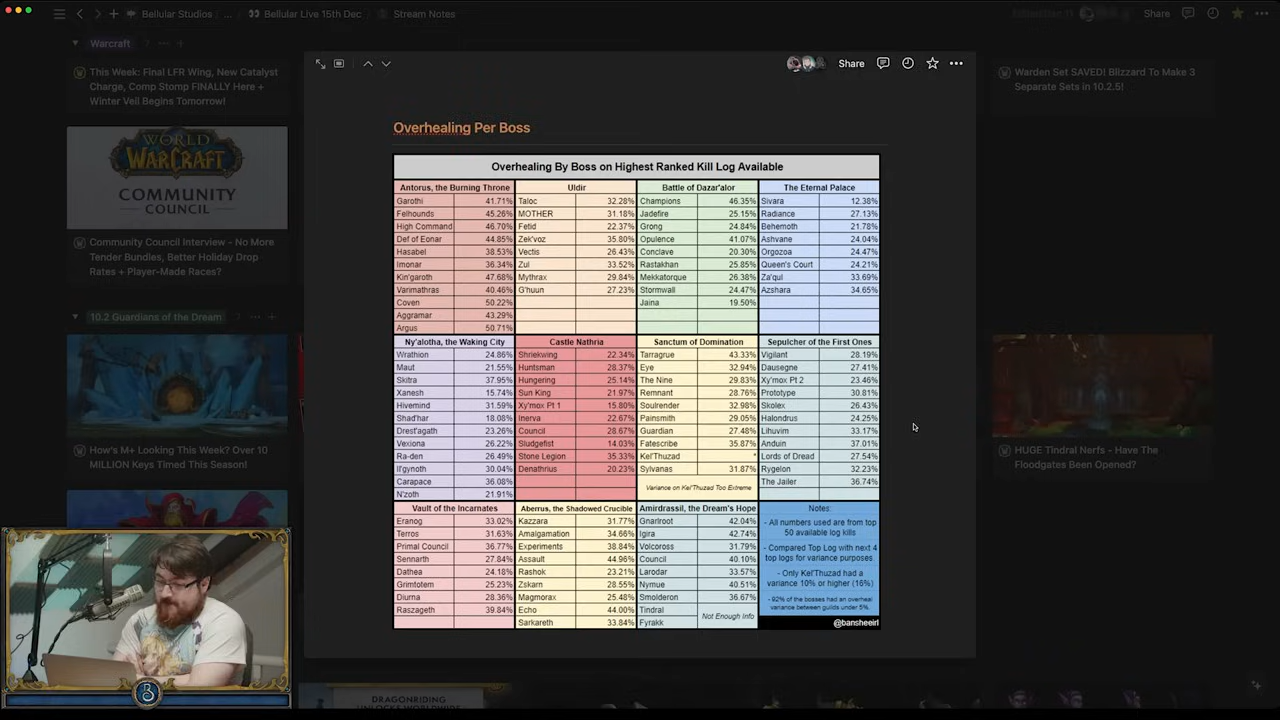 Bellular Studios / ... / Bellular Live 15th Dec / Stream Notes
Share
Warcraft 7 ... +
This Week: Final LFR Wing, New Catalyst
Charge, Comp Stomp FINALLY Here +
Winter Veil Begins Tomorrow!
WORLD
WARCRAFT
COMMUNITY
COUNCIL
Community Council Interview - No More
Tender Bundles, Better Holiday Drop
Rates + Player-Made Races?
10.2 Guardians of the Dream 7 ... +
How's M+ Looking This Week? Over 10
MILLION Keys Timed This Season!
Share
Overhealing Per Boss
Overhealing By Boss on Highest Ranked Kill Log Available
Antorus, the Burning Throne
Garothi 41.71%
Felhounds 45.26%
High Command 46.70%
Def of Eonar 44.85%
Hasabel 38.53%
Imonar 36.34%
Kin'garoth 47.68%
Varimathras 40.46%
Coven 50.22%
Aggramar 43.29%
Argus 50.71%
Uldir
Taloc 32.28%
MOTHER 31.18%
Fetid 22.37%
Zek'voz 35.80%
Vectis 26.43%
Zul 33.52%
Mythrax 29.84%
G'huun 27.23%
Battle of Dazar'alor
Champions 46.35%
Jadefire 25.15%
Grong 24.84%
Opulence 41.07%
Conclave 20.30%
Rastakhan 25.85%
Mekkatorque 26.38%
Stormwall 24.47%
Jaina 19.50%
The Eternal Palace
Sivara 12.38%
Radiance 27.13%
Behemoth 21.78%
Ashvane 24.04%
Orgozoa 24.47%
Queen's Court 24.21%
Za'qul 33.69%
Azshara 34.65%
Ny'alotha, the Waking City
Wrathion 24.86%
Maut 21.55%
Skitra 37.95%
Xanesh 15.74%
Hivemind 31.59%
Shad'har 18.08%
Drest'agath 23.26%
Vexiona 26.22%
Ra-den 26.49%
Il'gynoth 30.04%
Carapace 36.08%
N'zoth 21.91%
Castle Nathria
Shriekwing 22.34%
Huntsman 28.37%
Hungering 25.14%
Sun King 21.97%
Xy'mox Pt 1 15.80%
Inerva 22.67%
Council 28.67%
Sludgefist 14.03%
Stone Legion 35.33%
Denathrius 20.23%
Sanctum of Domination
Tarragrue 43.33%
Eye 32.94%
The Nine 29.83%
Remnant 28.76%
Soulrender 32.98%
Painsmith 29.05%
Guardian 27.48%
Fatescribe 35.87%
Kel'Thuzad *
Sylvanas 31.87%
Variance on Kel'Thuzad Too Extreme
Sepulcher of the First Ones
Vigilant 28.19%
Dausegne 27.41%
Xy'mox Pt 2 23.46%
Prototype 30.81%
Skolex 26.43%
Halondrus 24.25%
Lihuvim 33.17%
Anduin 37.01%
Lords of Dread 27.54%
Rygelon 32.23%
The Jailer 36.74%
Vault of the Incarnates
Eranog 33.02%
Terros 31.63%
Primal Council 36.77%
Sennarth 27.84%
Dathea 24.18%
Grimtotem 25.23%
Diurna 28.36%
Raszageth 39.84%
Aberrus, the Shadowed Crucible
Kazzara 31.77%
Amalgamation 34.66%
Experiments 38.84%
Assault 44.96%
Rashok 23.21%
Zskarn 28.55%
Magmorax 25.48%
Echo 44.00%
Sarkareth 33.84%
Amirdrassil, the Dream's Hope
Gnarlroot 42.04%
Igira 42.74%
Volcoross 31.79%
Council 40.10%
Larodar 33.57%
Nymue 40.51%
Smolderon 36.67%
Tindral
Fyrakk
Not Enough Info
Notes:
- All numbers used are from top
50 available log kills
- Compared Top Log with next 4
top logs for variance purposes.
- Only Kel'Thuzad had a
variance 10% or higher (16%)
- 92% of the bosses had an overheal
variance between guilds under 5%.
@bansheeirl
Warden Set SAVED! Blizzard To Make 3
Separate Sets in 10.2.5!
HUGE Tindral Nerfs - Have The
Floodgates Been Opened?
DRAGONRIDING
UNLOCKS WORLDWIDE
B